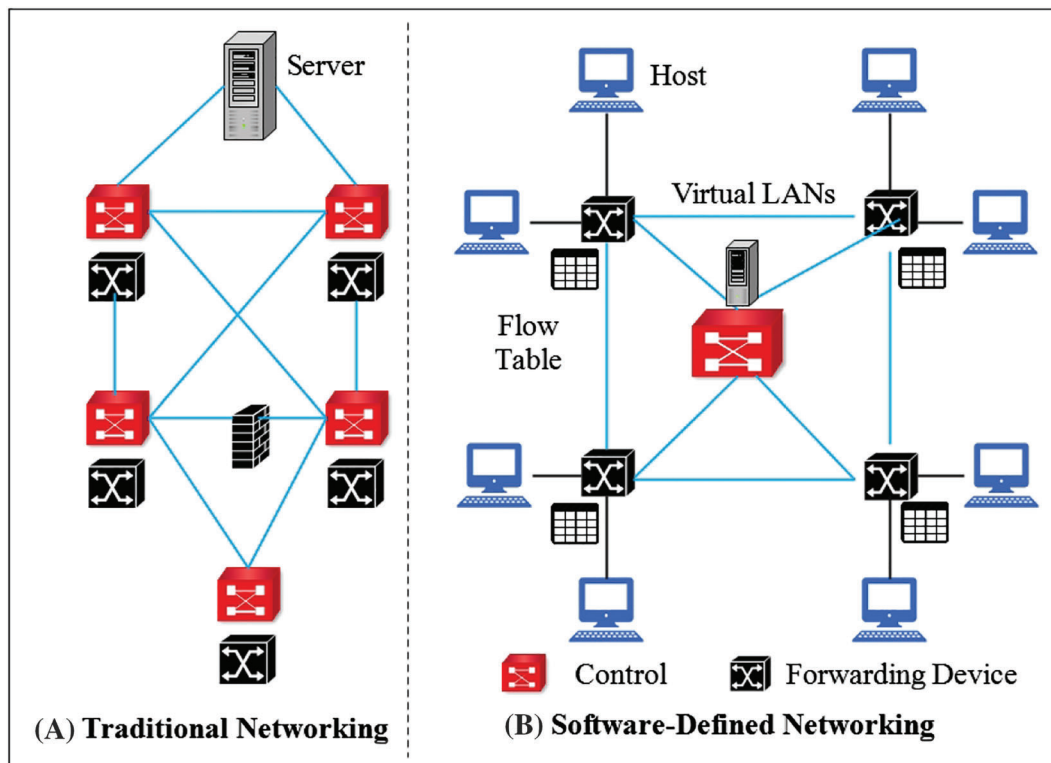 Server
Host
Virtual LANs
Flow
Table
Control
Forwarding Device
(A) Traditional Networking
(B) Software-Defined Networking